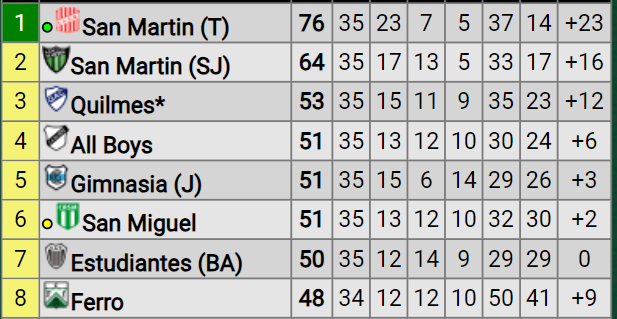 1 San Martin (T) 76 35 23 7 5 37 14 +23
2 San Martin (SJ) 64 35 17 13 5 33 17 +16
3 Quilmes* 53 35 15 11 9 35 23 +12
4 All Boys 51 35 13 12 10 30 24 +6
5 Gimnasia (J) 51 35 15 6 14 29 26 +3
6 San Miguel 51 35 13 12 10 32 30 +2
7 Estudiantes (BA) 50 35 12 14 9 29 29 0
8 Ferro 48 34 12 12 10 50 41 +9